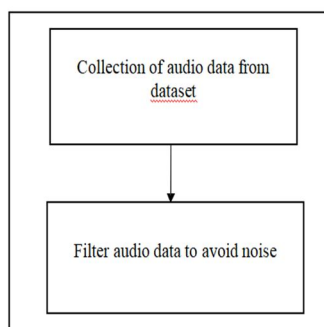 Collection of audio data from
dataset
Filter audio data to avoid noise